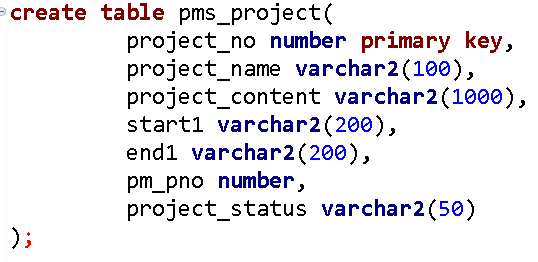 create table pms_project(
project_no number primary key,
project_name varchar2(100),
project_content varchar2(1000),
start1 varchar2(200),
end1 varchar2(200),
pm_pno number,
project_status varchar2(50)
);